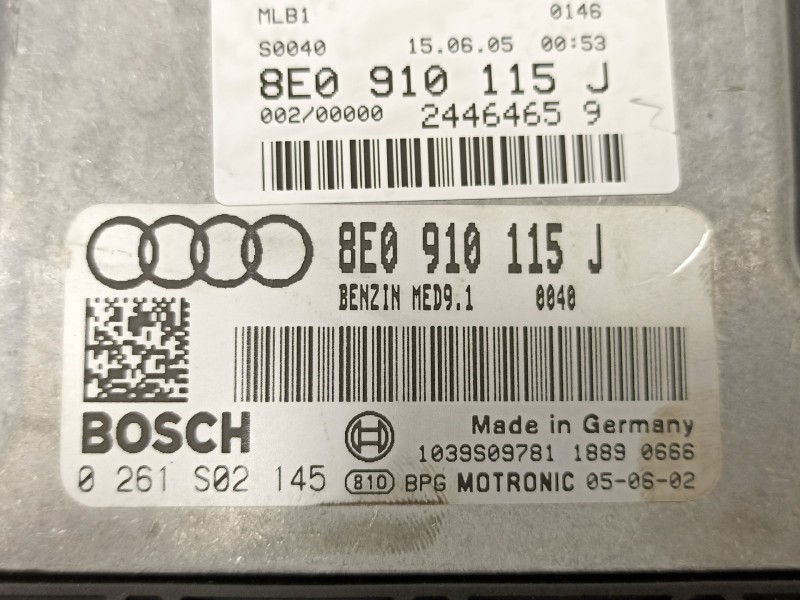 MLB1 0146
S0040 15.06.05 00:53
8E0 910 115 J
002/00000 2446465 9
8E0 910 115 J
BENZIN MED9.1 0040
BOSCH
Made in Germany
1039S09781 1889 0666
0 261 S02 145 810 BPG MOTRONIC 05-06-02